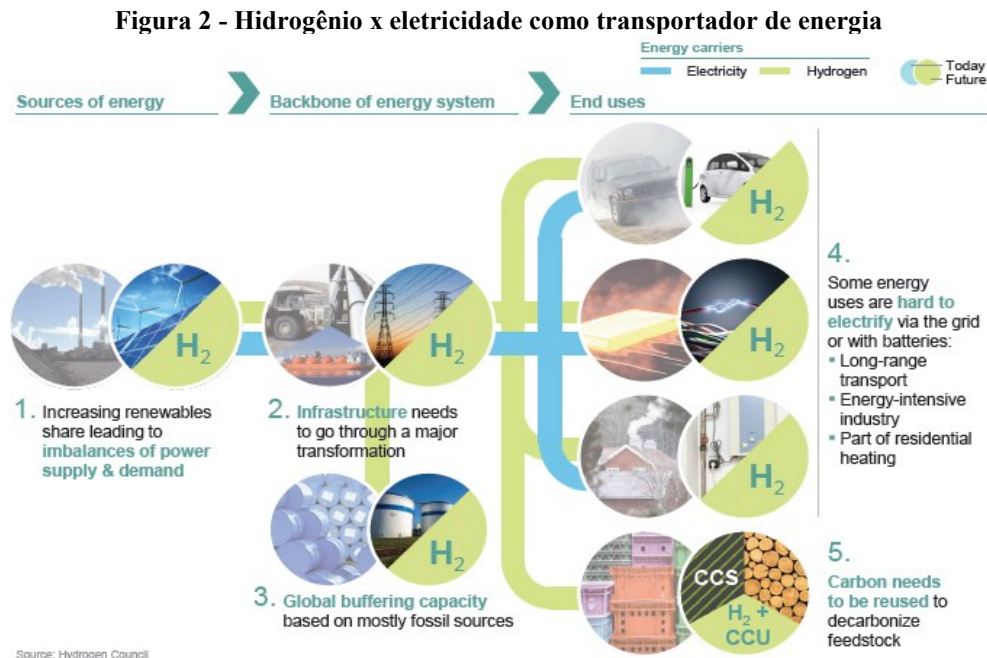 Figura 2 - Hidrogênio x eletricidade como transportador de energia
Energy carriers
Electricity
Hydrogen
Today
Future
Sources of energy
Backbone of energy system
End uses
H2
H2
H2
H2
H2
1. Increasing renewables
share leading to
imbalances of power
supply & demand
2. Infrastructure needs
to go through a major
transformation
H2
3. Global buffering capacity
based on mostly fossil sources
4.
Some energy
uses are hard to
electrify via the grid
or with batteries:
▪ Long-range
transport
▪ Energy-intensive
industry
▪ Part of residential
heating
CCS
H2 +
CCU
5.
Carbon needs
to be reused to
decarbonize
feedstock
Source: Hydrogen Council